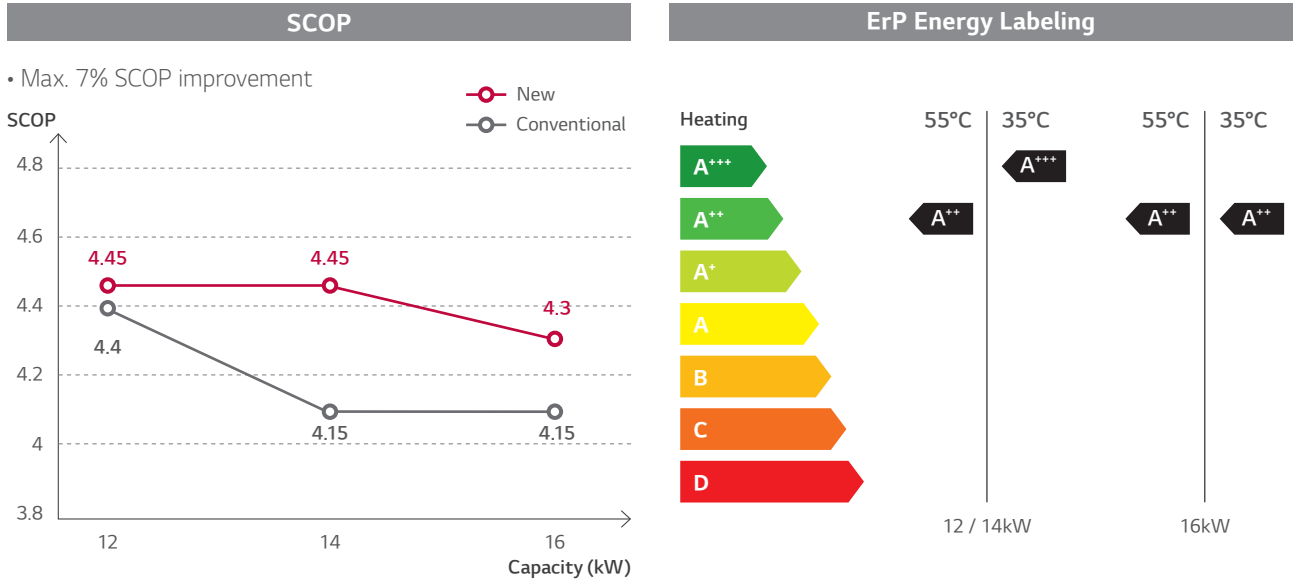 SCOP
• Max. 7% SCOP improvement
New
Conventional
SCOP
4.8
4.6
4.4
4.2
4
3.8
4.45
4.45
4.3
4.4
4.15
4.15
12
14
16
Capacity (kW)
ErP Energy Labeling
Heating
55°C
35°C
55°C
35°C
A+++
A+++
A++
A++
A++
A++
A+
A
B
C
D
12 / 14kW
16kW